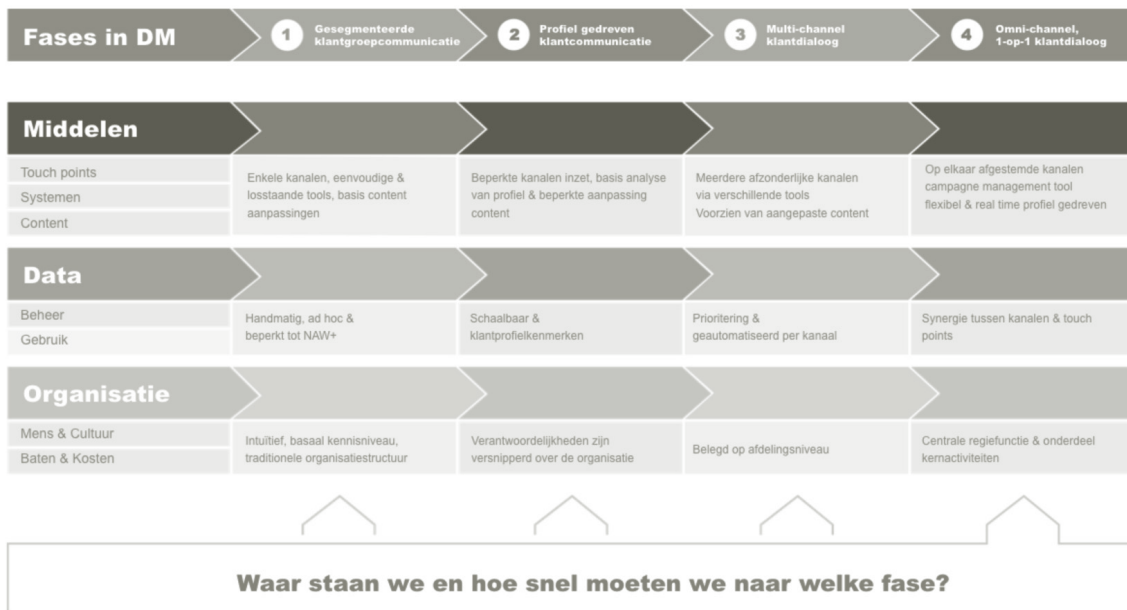 Fases in DM
1
Gesegmenteerde
klantgroepcommunicatie
2
Profiel gedreven
klantcommunicatie
3
Multi-channel
klantdialoog
4
Omni-channel,
1-op-1 klantdialoog
Middelen
Touch points
Systemen
Content
Enkele kanalen, eenvoudige &
losstaande tools, basis content
aanpassingen
Beperkte kanalen inzet, basis analyse
van profiel & beperkte aanpassing
content
Meerdere afzonderlijke kanalen
via verschillende tools
Voorzien van aangepaste content
Op elkaar afgestemde kanalen
campagne management tool
flexibel & real time profiel gedreven
Data
Beheer
Gebruik
Handmatig, ad hoc &
beperkt tot NAW+
Schaalbaar &
klantprofielkenmerken
Prioritering &
geautomatiseerd per kanaal
Synergie tussen kanalen & touch
points
Organisatie
Mens & Cultuur
Baten & Kosten
Intuïtief, basaal kennisniveau,
traditionele organisatiestructuur
Verantwoordelijkheden zijn
versnipperd over de organisatie
Belegd op afdelingsniveau
Centrale regiefunctie & onderdeel
kernactiviteiten
Waar staan we en hoe snel moeten we naar welke fase?